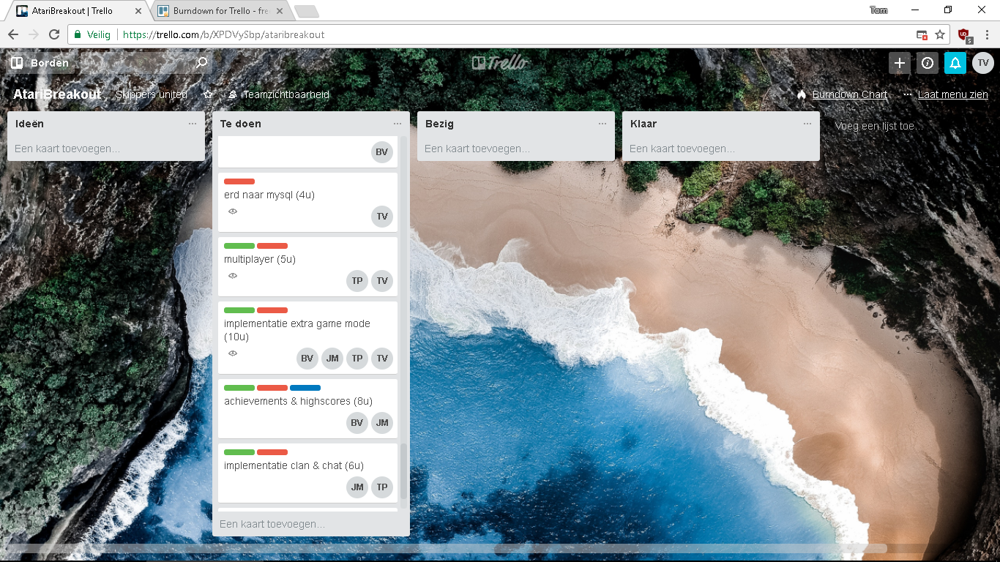 AtariBreakout | Trello
Burndown for Trello - fre
Tom
Veilig
https://trello.com/b/XPDVySbp/ataribreakout
5
Borden
Trello
TV
AtariBreakout
Skippers united
Teamzichtbaarheid
Burndown Chart
Laat menu zien
Ideën
Een kaart toevoegen...
Te doen
BV
erd naar mysql (4u)
TV
multiplayer (5u)
TP TV
implementatie extra game mode
(10u)
BV JM TP TV
achievements & highscores (8u)
BV JM
implementatie clan & chat (6u)
JM TP
Een kaart toevoegen...
Bezig
Een kaart toevoegen...
Klaar
Een kaart toevoegen...
Voeg een lijst toe...